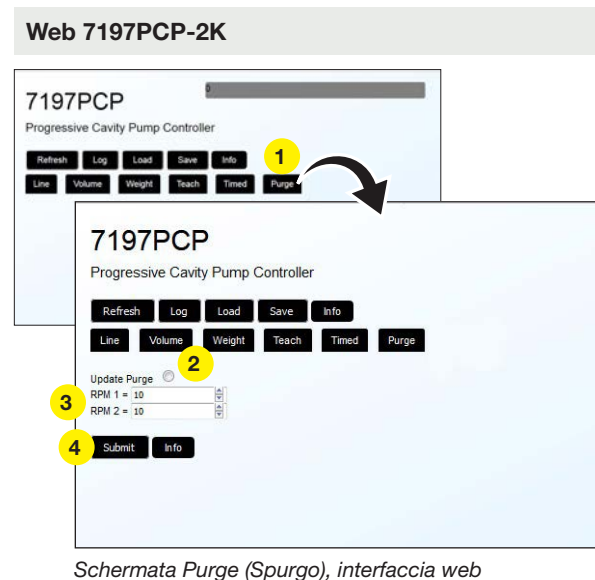 Web 7197PCP-2K
0
7197PCP
Progressive Cavity Pump Controller
Refresh Log Load Save Info
1
Line Volume Weight Teach Timed Purge
7197PCP
Progressive Cavity Pump Controller
Refresh Log Load Save Info
Line Volume Weight Teach Timed Purge
2
Update Purge
3
RPM 1 = 10
RPM 2 = 10
4
Submit Info
Schermata Purge (Spurgo), interfaccia web